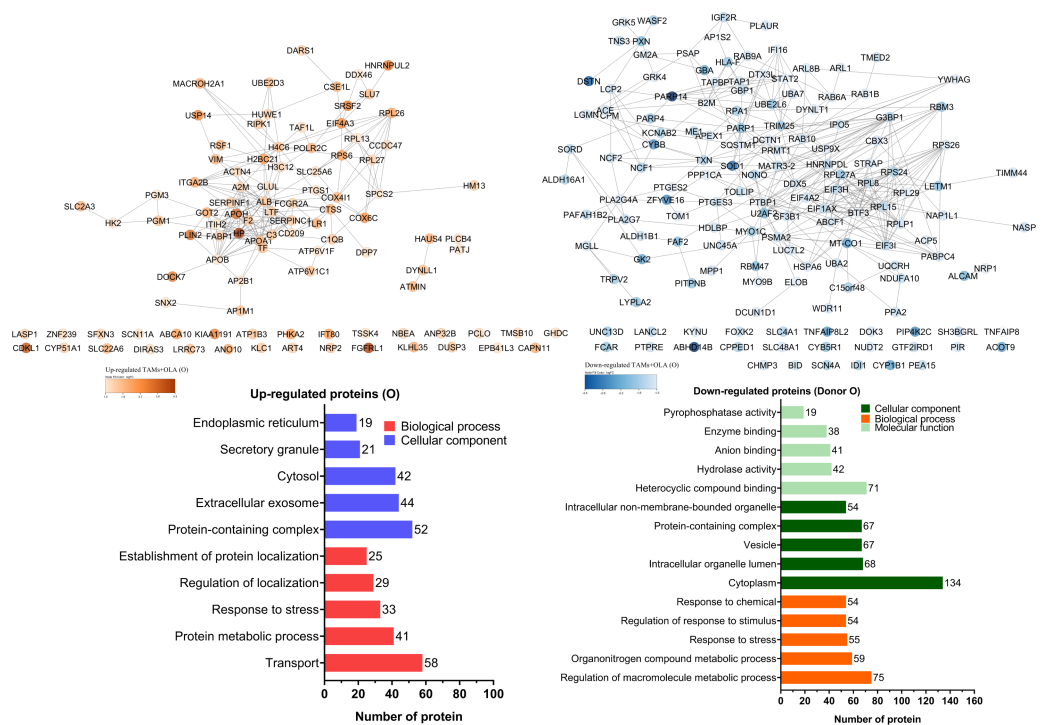 DARS1
HNRNPUL2
DDX46
MACROH2A1
UBE2D3
CSE1L
SLU7
USP14
HUWE1
SRSF2
RIPK1
TAF1L
EIF4A3
RPL26
RSF1
H4C6
POLR2C
RPL13
CCDC47
VIM
H2BC21
RPS6
RPL27
ACTN4
H3C12
SLC25A6
ITGA2B
A2M
GLUL
PTGS1
SPCS2
HM13
PGM3
SERPINF1
ALB
FCGR2A
COX4I1
SLC2A3
GOT2
APOH
LTF
CTSS
HK2
PGM1
F2
SERPINC1
TLR1
COX6C
ITIH2
HP
C3
CD209
PLIN2
FABP1
APOA1
C1QB
HAUS4
PLCB4
APOB
TF
ATP6V1F
DPP7
PATJ
DOCK7
ATP6V1C1
DYNLL1
AP2B1
ATMIN
SNX2
AP1M1
LASP1 ZNF239 SFXN3 SCN11A ABCA10 KIAA1191 ATP1B3 PHKA2 IFT80 TSSK4 NBEA ANP32B PCLO TMSB10 GHDC
CDKL1 CYP51A1 SLC22A6 DIRAS3 LRRC73 ANO10 KLC1 ART4 NRP2 FGFRL1 KLHL35 DUSP3 EPB41L3 CAPN11
Up-regulated TAMs+OLA (O)
GRK5
WASF2
IGF2R
PLAUR
TNS3
PXN
AP1S2
GM2A
PSAP
RAB9A
IFI16
TMED2
DSTN
GBA
HLA-F
DTX3L
STAT2
ARL8B
ARL1
LCP2
GRK4
TAPBP
TAP1
GBP1
UBA7
YWHAG
ACE
PARP14
B2M
UBE2L6
RAB6A
RAB1B
LGMN
CTPS1
PARP4
RPA1
DYNLT1
RBM3
KCNAB2
ME1
PARP1
TRIM25
G3BP1
APEX1
DCTN1
RAB10
IPO5
SORD
NCF2
CYBB
SQSTM1
PRMT1
USP9X
CBX3
RPS26
TXN
MATR3-2
NCF1
SOD1
NONO
HNRNPDL
STRAP
ALDH16A1
PPP1CA
RPL27A
RPS24
TIMM44
PTGES2
TOLLIP
DDX5
EIF3H
RPL8
LETM1
PLA2G4A
ZFYVE16
PTGES3
PTBP1
EIF4A2
RPL29
PAFAH1B2
PLA2G7
TOM1
U2AF2
SF3B1
EIF1AX
RPL15
NAP1L1
HDLBP
MYO1C
ABCF1
BTF3
RPLP1
NASP
ALDH1B1
FAF2
UNC45A
PSMA2
MT-CO1
EIF3I
ACP5
MGLL
GK2
LUC7L2
PABPC4
MPP1
RBM47
HSPA6
UBA2
UQCRH
NRP1
TRPV2
PITPNB
MYO9B
ELOB
C15orf48
NDUFA10
ALCAM
LYPLA2
DCUN1D1
WDR11
PPA2
UNC13D LANCL2 KYNU FOXK2 SLC4A1 TNFAIP8L2 DOK3 PIP4K2C SH3BGRL TNFAIP8
FCAR PTPRE ABHD14B CPPED1 SLC48A1 CYB5R1 NUDT2 GTF2IRD1 PIR ACOT9
CHMP3 BID SCN4A IDI1 CYP1B1 PEA15
Down-regulated TAMs+OLA (O)
Up-regulated proteins (O)
Biological process
Cellular component
Endoplasmic reticulum 19
Secretory granule 21
Cytosol 42
Extracellular exosome 44
Protein-containing complex 52
Establishment of protein localization 25
Regulation of localization 29
Response to stress 33
Protein metabolic process 41
Transport 58
0 20 40 60 80 100
Number of protein
Down-regulated proteins (Donor O)
Cellular component
Biological process
Molecular function
Pyrophosphatase activity 19
Enzyme binding 38
Anion binding 41
Hydrolase activity 42
Heterocyclic compound binding 71
Intracellular non-membrane-bounded organelle 54
Protein-containing complex 67
Vesicle 67
Intracellular organelle lumen 68
Cytoplasm 134
Response to chemical 54
Regulation of response to stimulus 54
Response to stress 55
Organonitrogen compound metabolic process 59
Regulation of macromolecule metabolic process 75
0 20 40 60 80 100 120 140 160
Number of protein